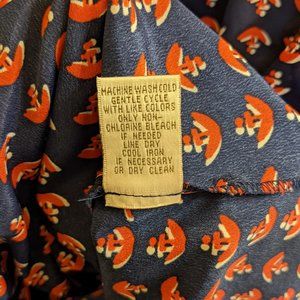 MACHINE WASH COLD
GENTLE CYCLE
WITH LIKE COLORS
ONLY NON-
CHLORINE BLEACH
IF NEEDED
LINE DRY
COOL IRON
IF NECESSARY
OR DRY CLEAN